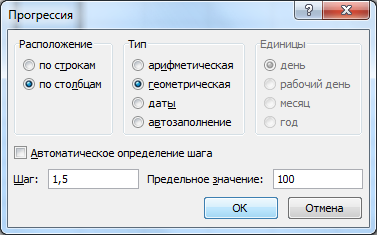 Прогрессия
Расположение Тип Единицы
по строкам арифметическая день
по столбцам геометрическая рабочий день
даты месяц
автозаполнение год
Автоматическое определение шага
Шаг: 1,5 Предельное значение: 100
ОК Отмена